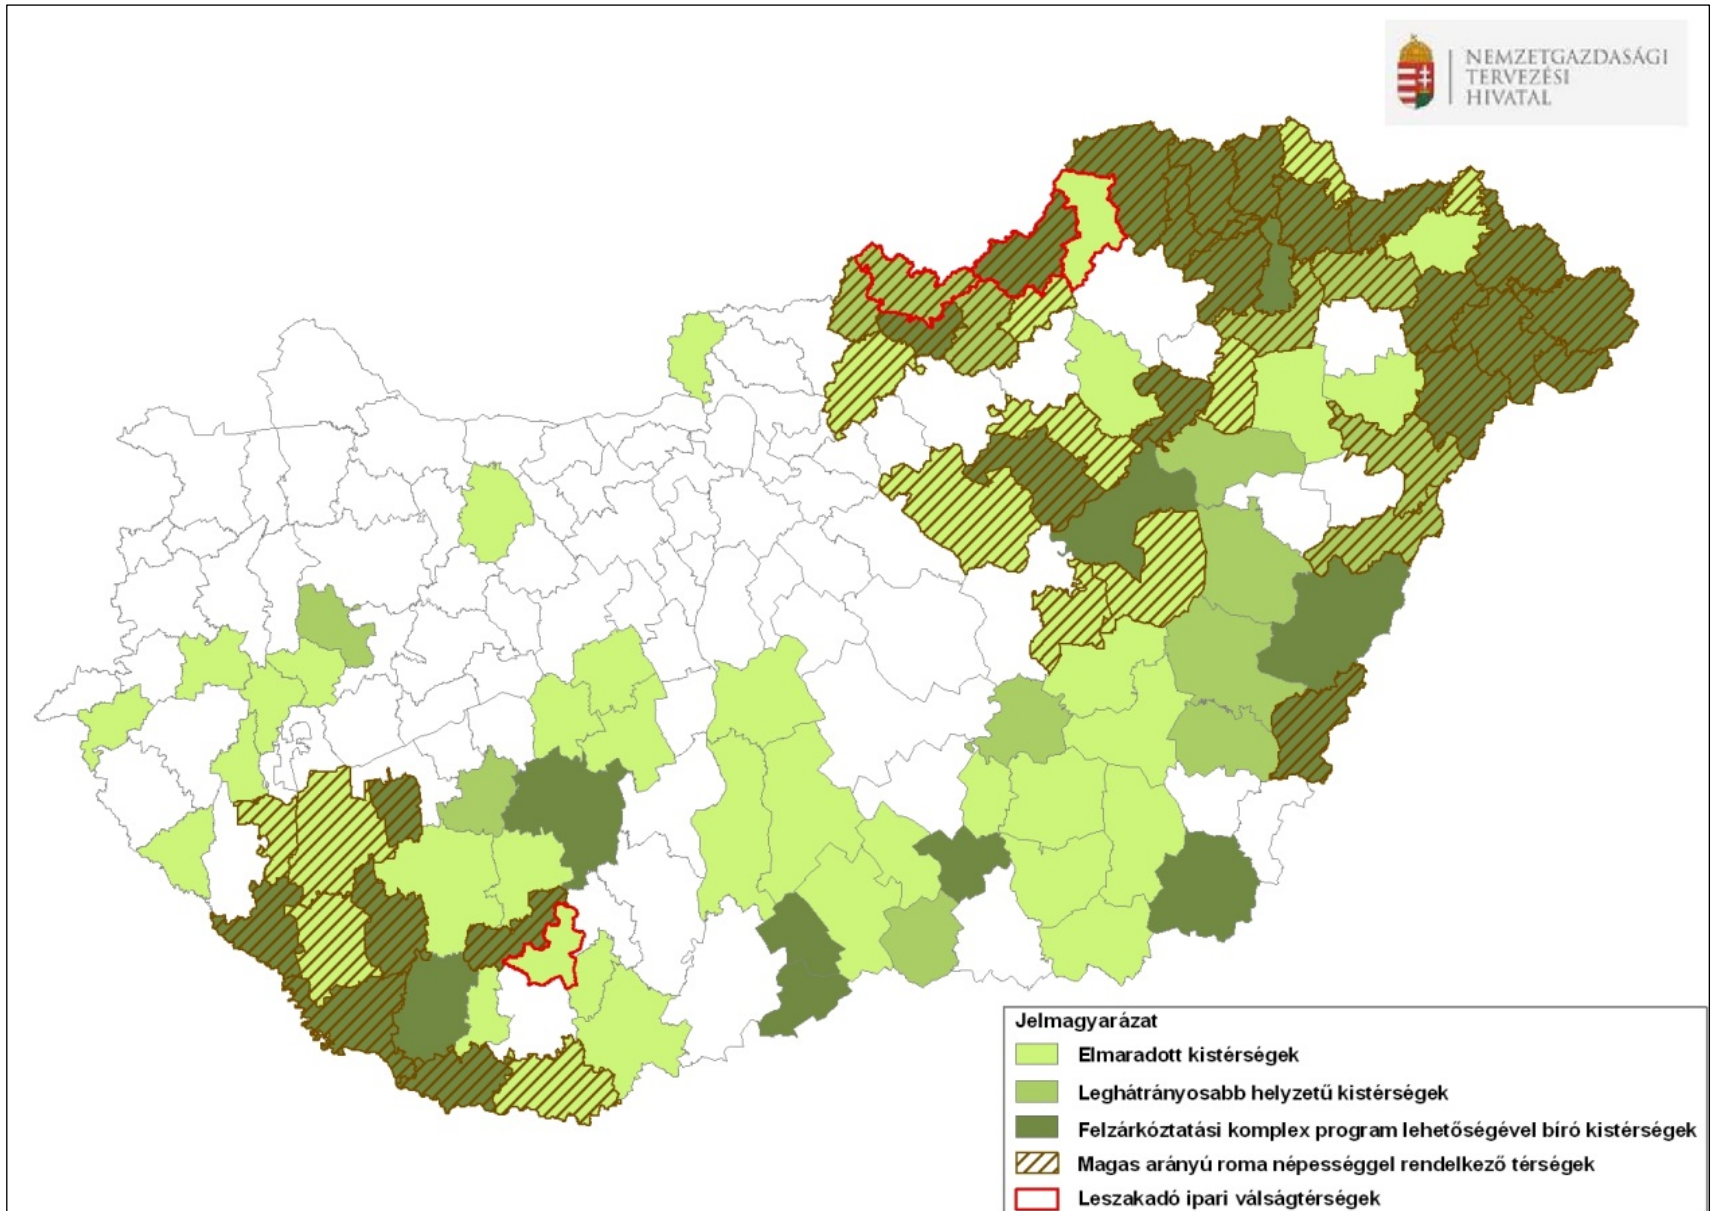 NEMZETGAZDASÁGI
TERVEZÉSI
HIVATAL
Jelmagyarázat
Elmaradott kistérségek
Leghátrányosabb helyzetű kistérségek
Felzárkóztatási komplex program lehetőségével bíró kistérségek
Magas arányú roma népességgel rendelkező térségek
Leszakadó ipari válságtérségek